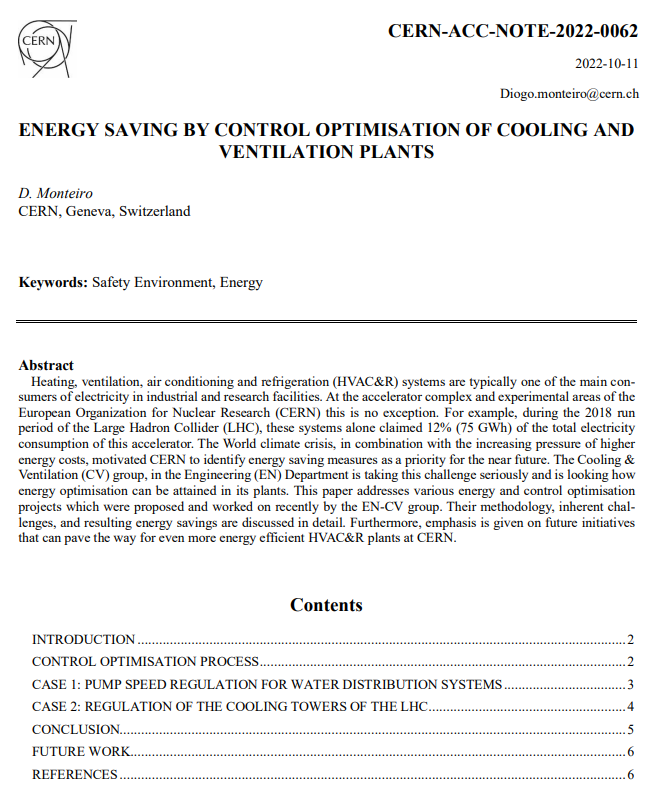 CERN
CERN-ACC-NOTE-2022-0062
2022-10-11
Diogo.monteiro@cern.ch
ENERGY SAVING BY CONTROL OPTIMISATION OF COOLING AND
VENTILATION PLANTS
D. Monteiro
CERN, Geneva, Switzerland
Keywords: Safety Environment, Energy
Abstract
Heating, ventilation, air conditioning and refrigeration (HVAC&R) systems are typically one of the main con-
sumers of electricity in industrial and research facilities. At the accelerator complex and experimental areas of the
European Organization for Nuclear Research (CERN) this is no exception. For example, during the 2018 run
period of the Large Hadron Collider (LHC), these systems alone claimed 12% (75 GWh) of the total electricity
consumption of this accelerator. The World climate crisis, in combination with the increasing pressure of higher
energy costs, motivated CERN to identify energy saving measures as a priority for the near future. The Cooling &
Ventilation (CV) group, in the Engineering (EN) Department is taking this challenge seriously and is looking how
energy optimisation can be attained in its plants. This paper addresses various energy and control optimisation
projects which were proposed and worked on recently by the EN-CV group. Their methodology, inherent chal-
lenges, and resulting energy savings are discussed in detail. Furthermore, emphasis is given on future initiatives
that can pave the way for even more energy efficient HVAC&R plants at CERN.
Contents
INTRODUCTION ........ 2
CONTROL OPTIMISATION PROCESS ........ 2
CASE 1: PUMP SPEED REGULATION FOR WATER DISTRIBUTION SYSTEMS ........ 3
CASE 2: REGULATION OF THE COOLING TOWERS OF THE LHC ........ 4
CONCLUSION ........ 5
FUTURE WORK ........ 6
REFERENCES ........ 6